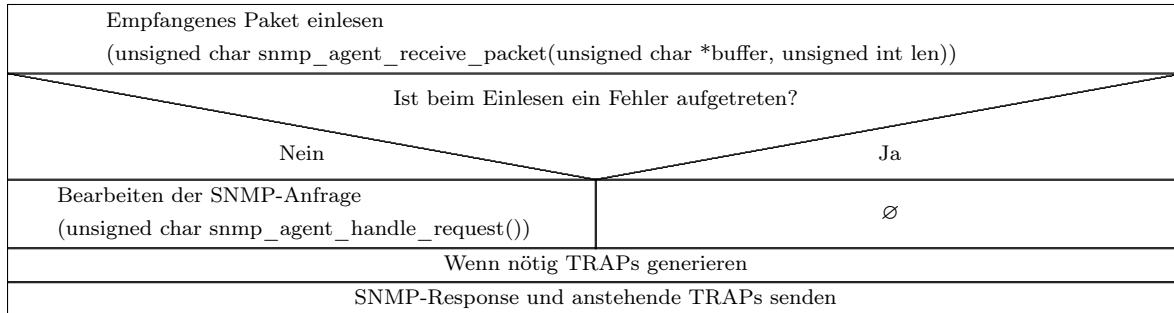 Empfangenes Paket einlesen
(unsigned char snmp_agent_receive_packet(unsigned char *buffer, unsigned int len))
Ist beim Einlesen ein Fehler aufgetreten?
Nein
Ja
Bearbeiten der SNMP-Anfrage
(unsigned char snmp_agent_handle_request())
∅
Wenn nötig TRAPs generieren
SNMP-Response und anstehende TRAPs senden